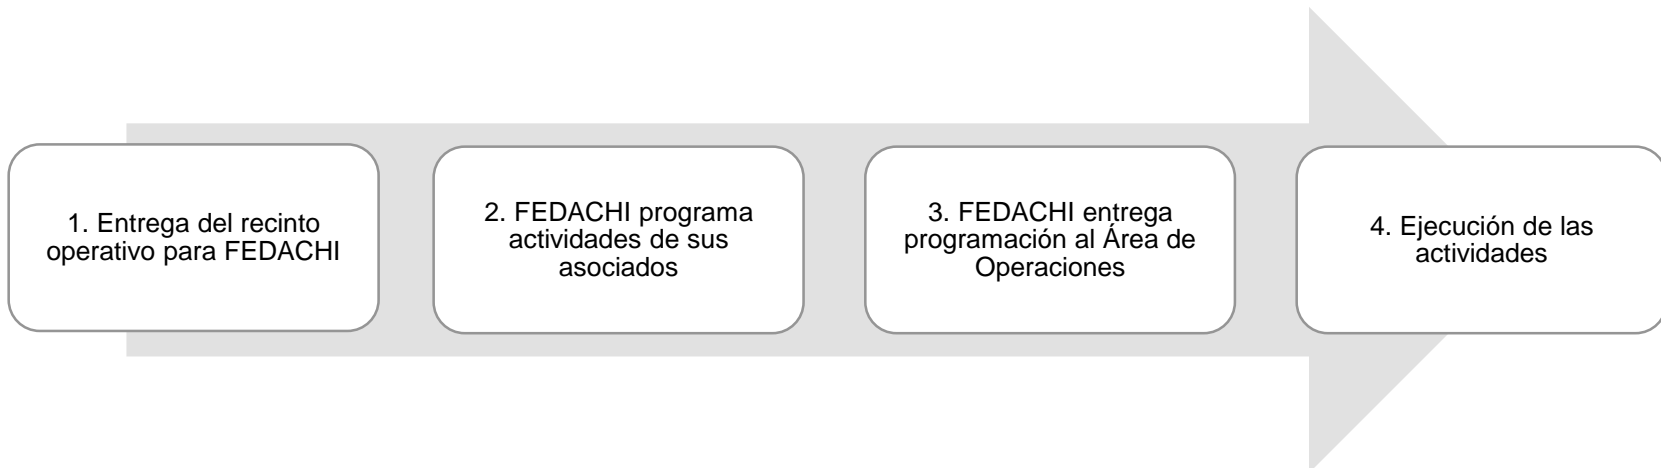 1. Entrega del recinto
operativo para FEDACHI
2. FEDACHI programa
actividades de sus
asociados
3. FEDACHI entrega
programación al Área de
Operaciones
4. Ejecución de las
actividades